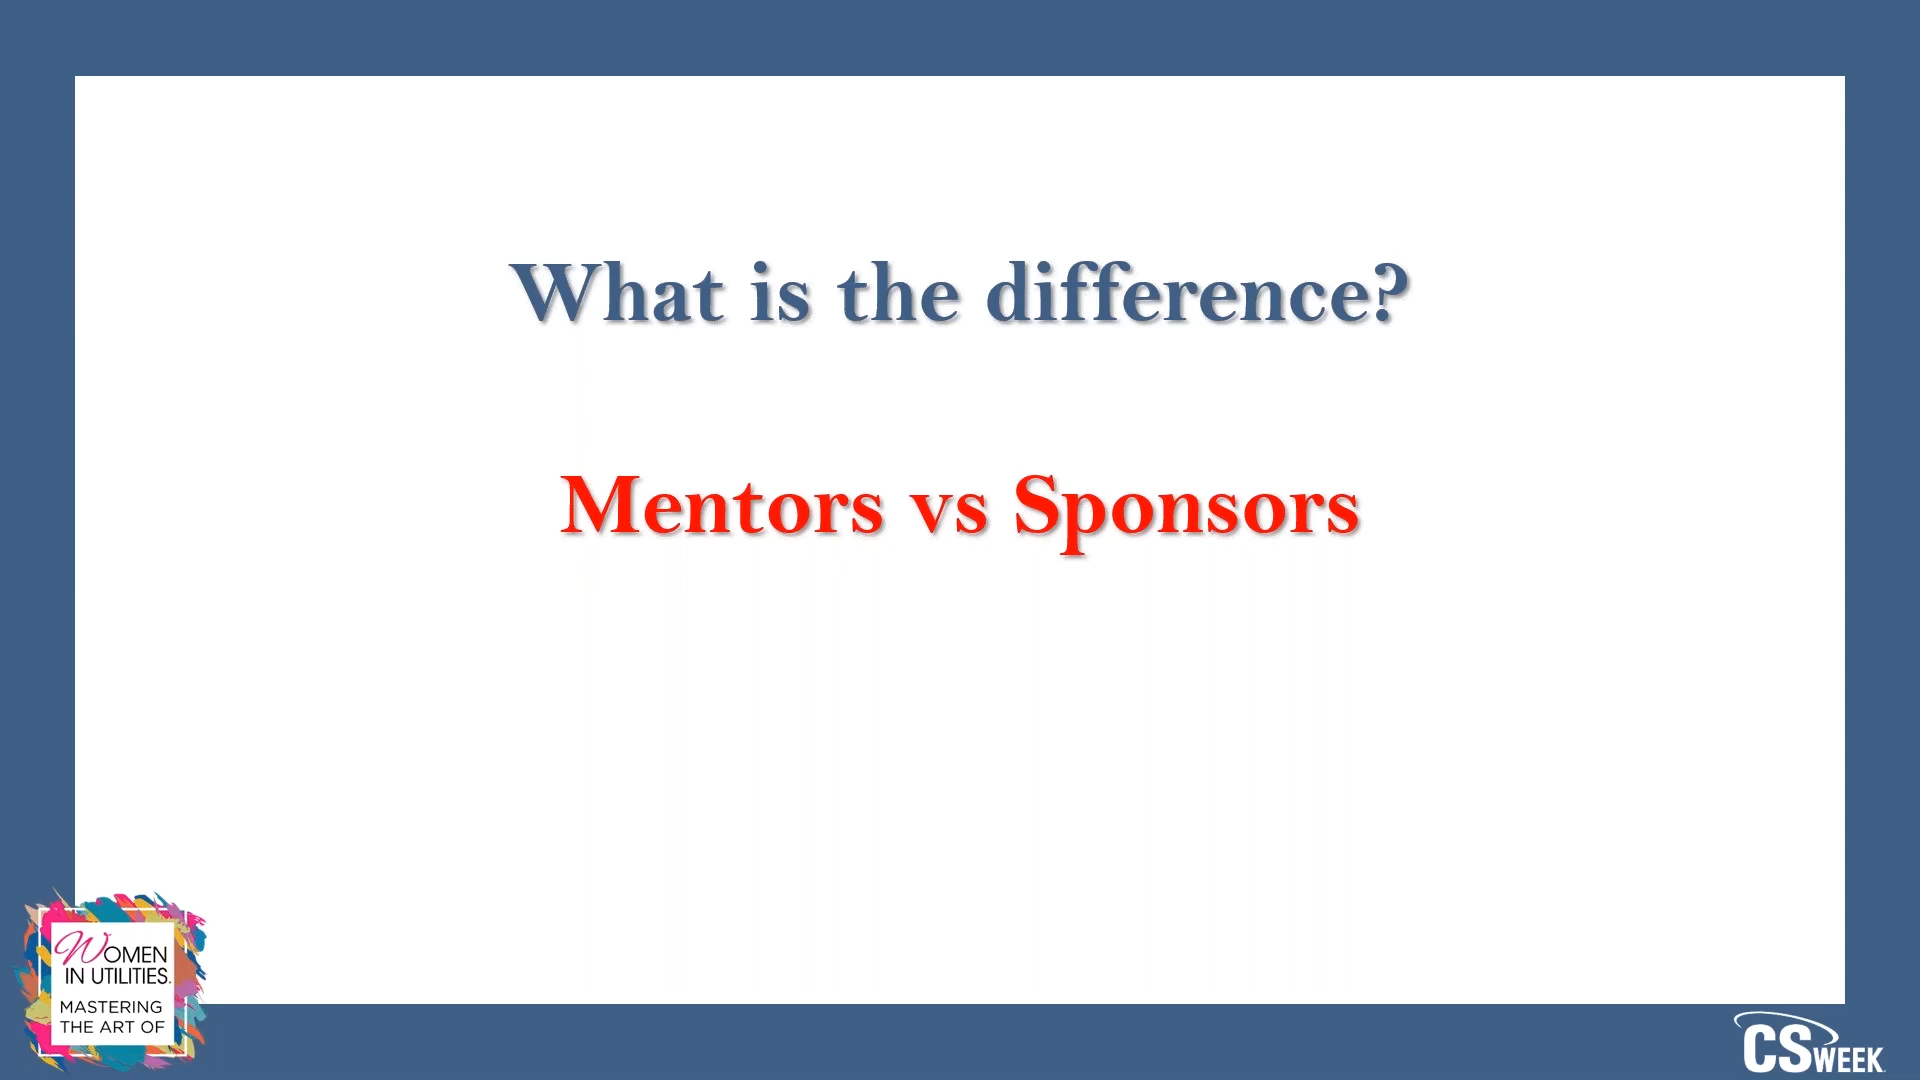 What is the difference?
Mentors vs Sponsors
WOMEN
IN UTILITIES.
MASTERING
THE ART OF
CSWEEK